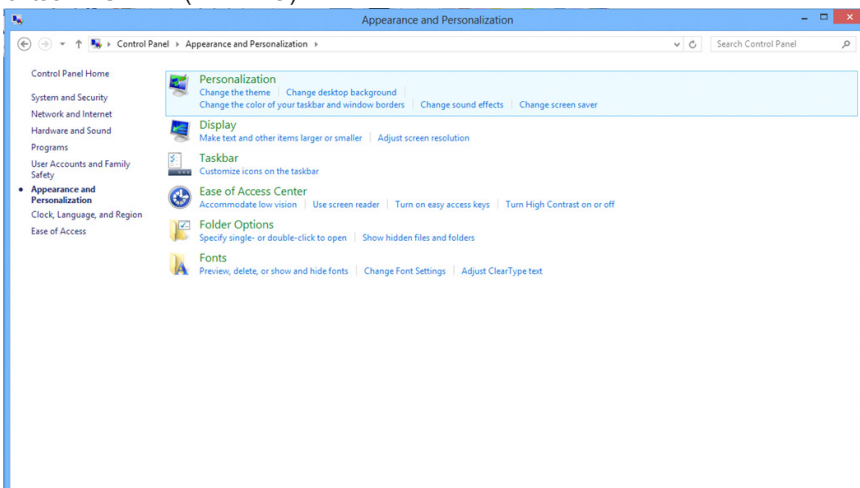 Appearance and Personalization
Control Panel
Appearance and Personalization
Search Control Panel
Control Panel Home
System and Security
Network and Internet
Hardware and Sound
Programs
User Accounts and Family
Safety
Appearance and
Personalization
Clock, Language, and Region
Ease of Access
Personalization
Change the theme
Change desktop background
Change the color of your taskbar and window borders
Change sound effects
Change screen saver
Display
Make text and other items larger or smaller
Adjust screen resolution
Taskbar
Customize icons on the taskbar
Ease of Access Center
Accommodate low vision
Use screen reader
Turn on easy access keys
Turn High Contrast on or off
Folder Options
Specify single- or double-click to open
Show hidden files and folders
Fonts
Preview, delete, or show and hide fonts
Change Font Settings
Adjust ClearType text